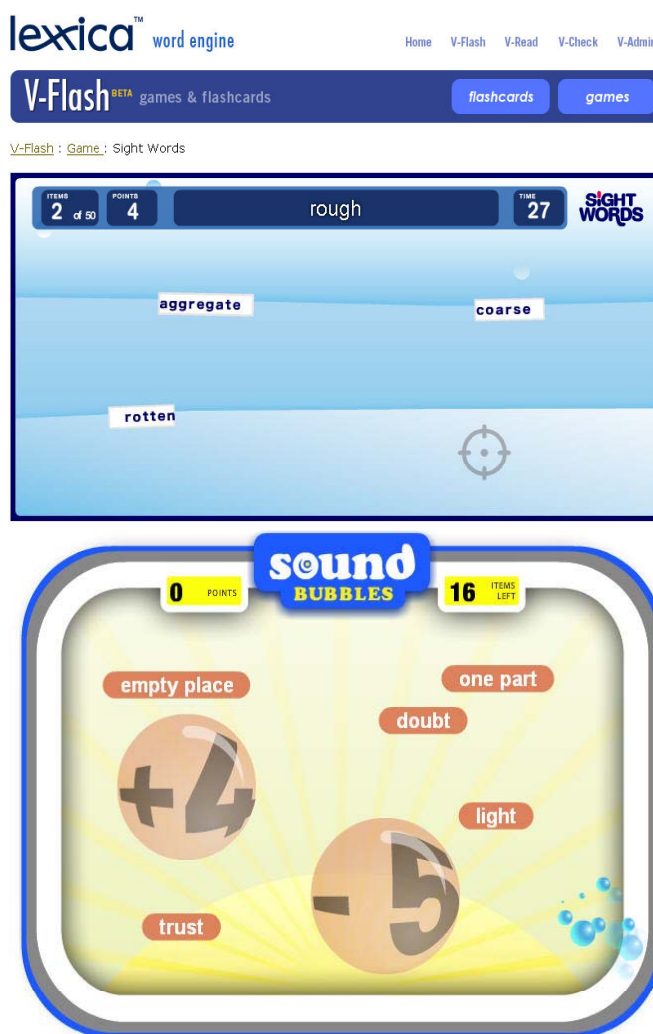 lexxica™ word engine
Home V-Flash V-Read V-Check V-Admin
V-Flash BETA games & flashcards flashcards games
V-Flash : Game : Sight Words
ITEMS 2 of 50 POINTS 4 rough TIME 27 SIGHT WORDS
aggregate
coarse
rotten
sound
BUBBLES
0 POINTS 16 ITEMS LEFT
empty place
one part
doubt
+4
light
- 5
trust